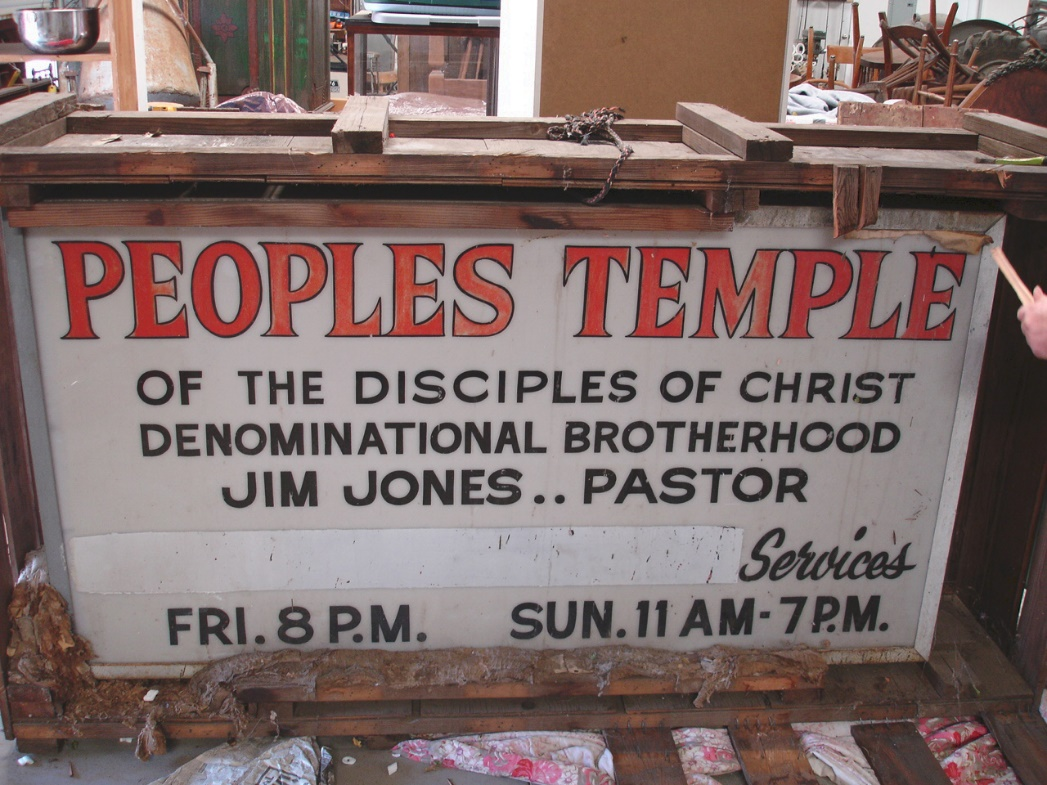 PEOPLES TEMPLE
OF THE DISCIPLES OF CHRIST
DENOMINATIONAL BROTHERHOOD
JIM JONES.. PASTOR
Services
FRI. 8 P.M. SUN. 11 AM - 7 P.M.